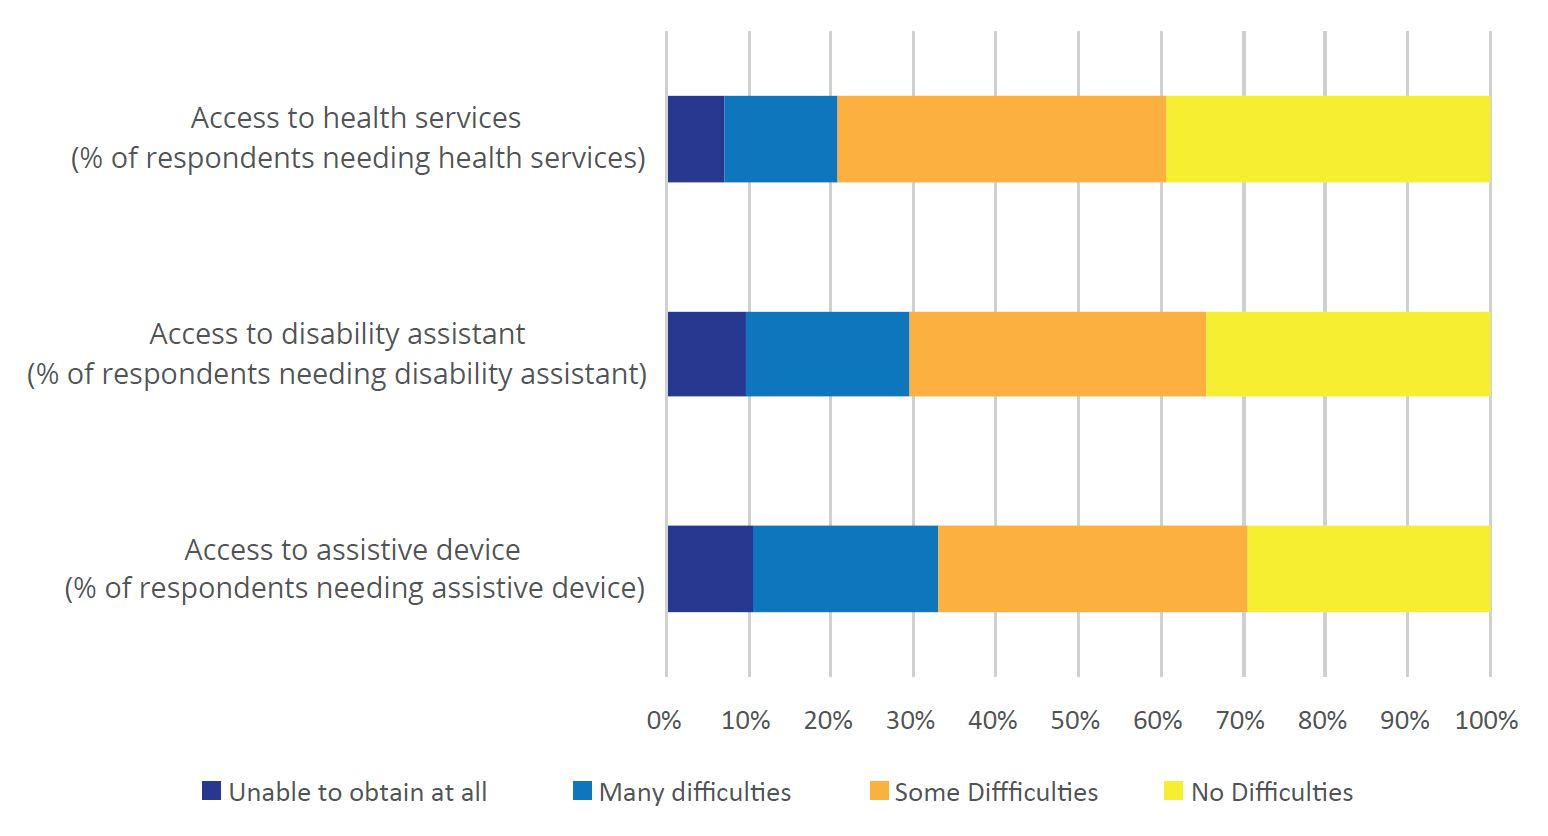 Access to health services
(% of respondents needing health services)
Access to disability assistant
(% of respondents needing disability assistant)
Access to assistive device
(% of respondents needing assistive device)
0% 10% 20% 30% 40% 50% 60% 70% 80% 90% 100%
Unable to obtain at all Many difficulties Some Diffficulties No Difficulties